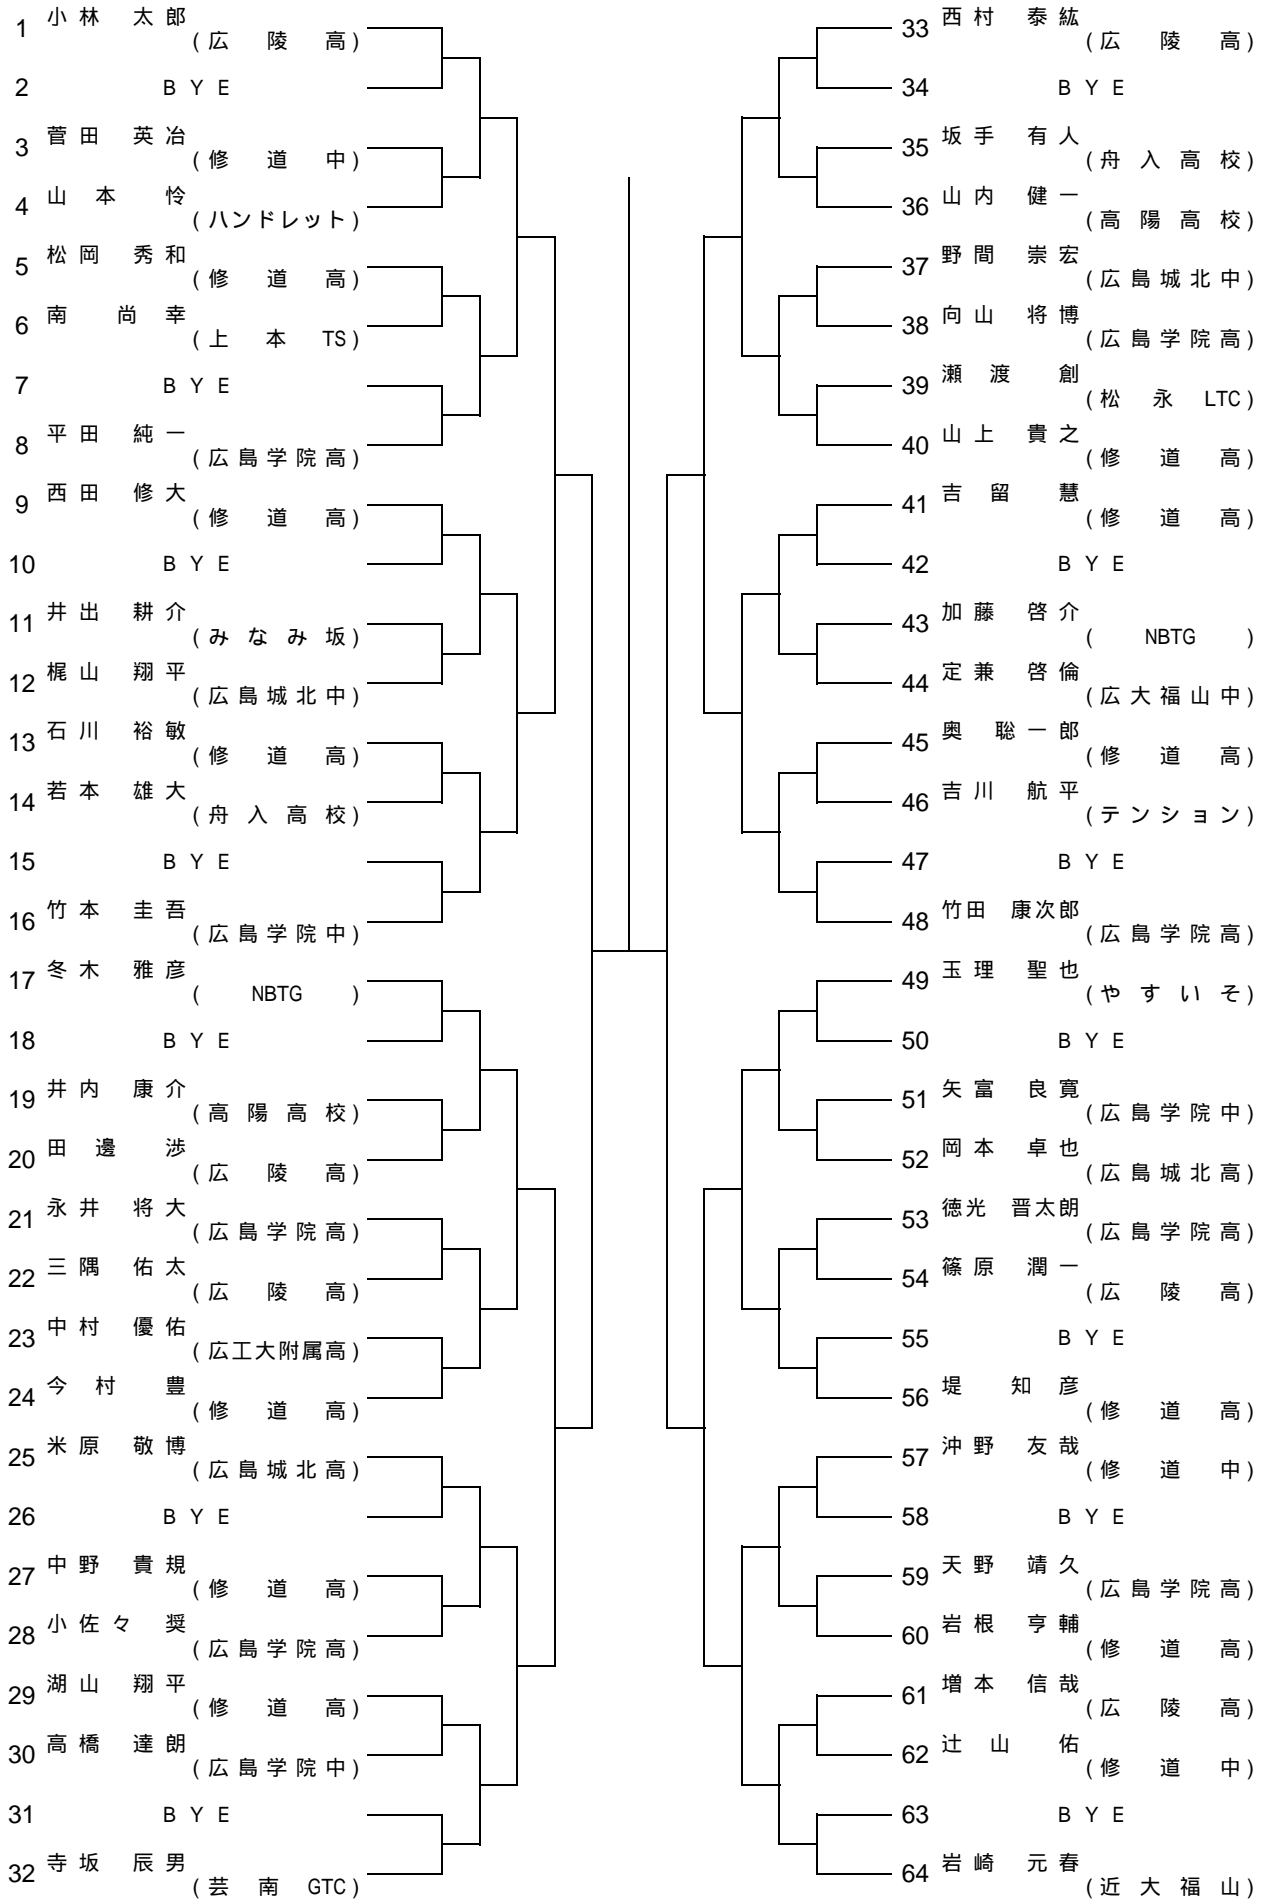 1 小林 太郎 (広陵高)
2 BYE
3 菅田 英冶 (修道中)
4 山本 怜 (ハンドレット)
5 松岡 秀和 (修道高)
6 南 尚幸 (上本TS)
7 BYE
8 平田 純一 (広島学院高)
9 西田 修大 (修道高)
10 BYE
11 井出 耕介 (みなみ坂)
12 梶山 翔平 (広島城北中)
13 石川 裕敏 (修道高)
14 若本 雄大 (舟入高校)
15 BYE
16 竹本 圭吾 (広島学院中)
17 冬木 雅彦 (NBTG)
18 BYE
19 井内 康介 (高陽高校)
20 田邊 渉 (広陵高)
21 永井 将大 (広島学院高)
22 三隅 佑太 (広陵高)
23 中村 優佑 (広工大附属高)
24 今村 豊 (修道高)
25 米原 敬博 (広島城北高)
26 BYE
27 中野 貴規 (修道高)
28 小佐々 奨 (広島学院高)
29 湖山 翔平 (修道高)
30 高橋 達朗 (広島学院中)
31 BYE
32 寺坂 辰男 (芸南GTC)
33 西村 泰紘 (広陵高)
34 BYE
35 坂手 有人 (舟入高校)
36 山内 健一 (高陽高校)
37 野間 崇宏 (広島城北中)
38 向山 将博 (広島学院高)
39 瀬渡 創 (松永LTC)
40 山上 貴之 (修道高)
41 吉留 慧 (修道高)
42 BYE
43 加藤 啓介 (NBTG)
44 定兼 啓倫 (広大福山中)
45 奥 聡一郎 (修道高)
46 吉川 航平 (テンション)
47 BYE
48 竹田 康次郎 (広島学院高)
49 玉理 聖也 (やすいそ)
50 BYE
51 矢富 良寛 (広島学院中)
52 岡本 卓也 (広島城北高)
53 徳光 晋太朗 (広島学院高)
54 篠原 潤一 (広陵高)
55 BYE
56 堤 知彦 (修道高)
57 沖野 友哉 (修道中)
58 BYE
59 天野 靖久 (広島学院高)
60 岩根 亨輔 (修道高)
61 増本 信哉 (広陵高)
62 辻山 佑 (修道中)
63 BYE
64 岩崎 元春 (近大福山)